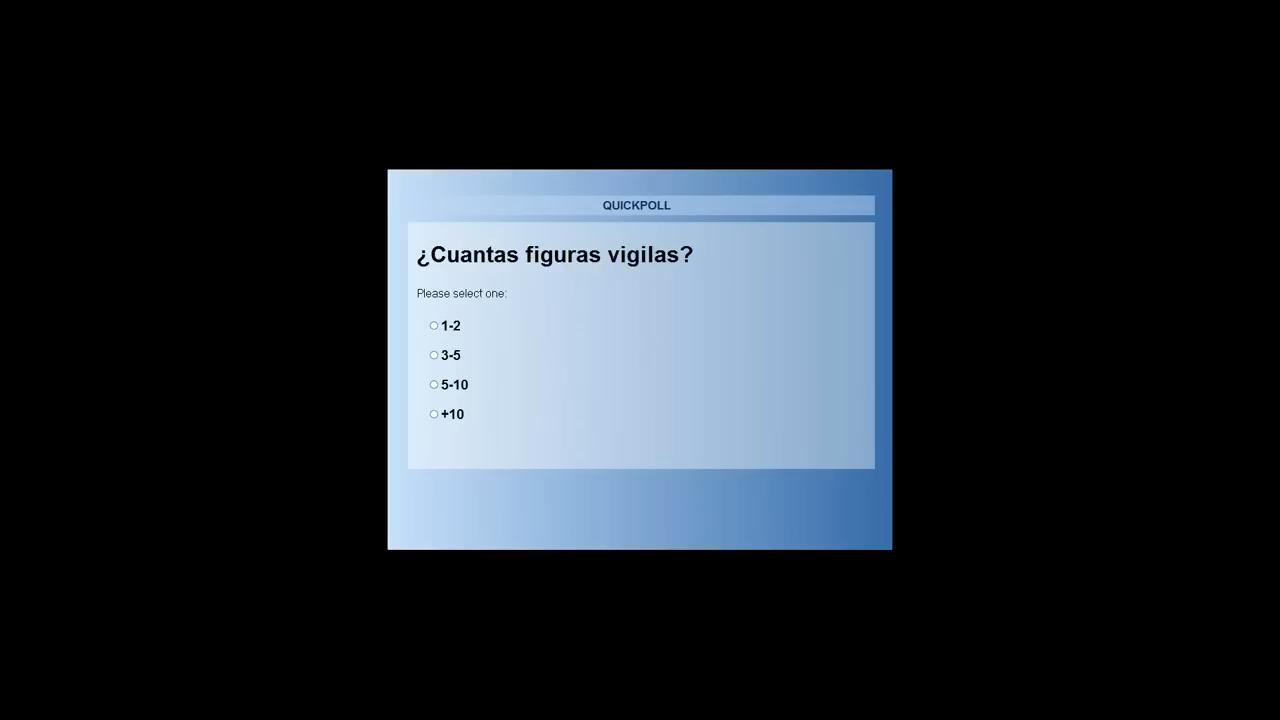 QUICKPOLL
¿Cuantas figuras vigilas?
Please select one:
1-2
3-5
5-10
+10